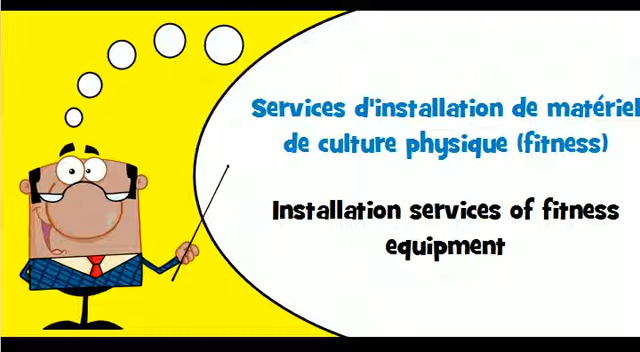 Services d'installation de matériel
de culture physique (fitness)
Installation services of fitness
equipment